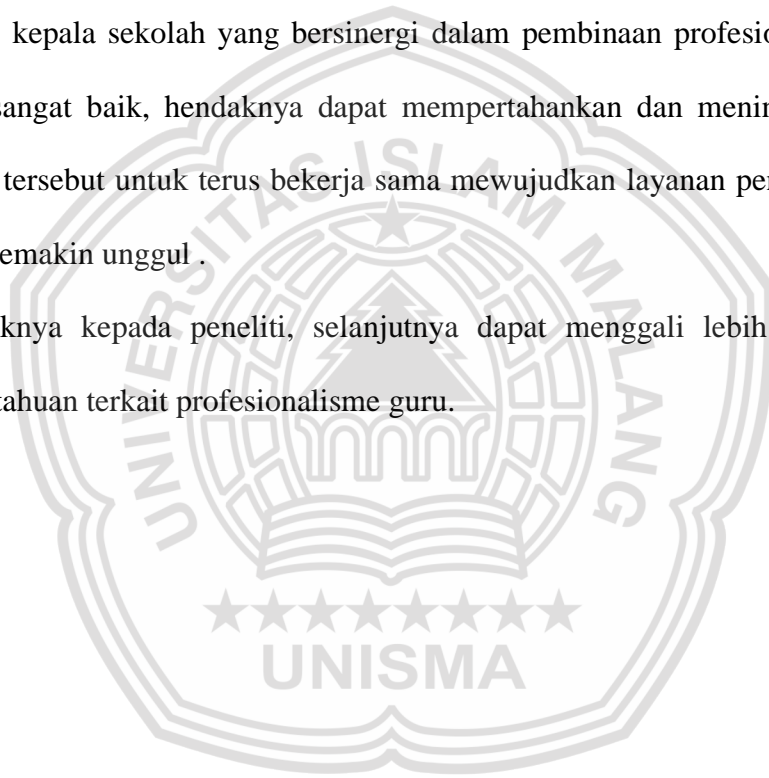 kepala sekolah yang bersinergi dalam pembinaan profesio
sangat baik, hendaknya dapat mempertahankan dan menin
tersebut untuk terus bekerja sama mewujudkan layanan pe
emakin unggul .
knya kepada peneliti, selanjutnya dapat menggali lebih
tahuan terkait profesionalisme guru.
UNIVERSITAS ISLAM MALANG
UNISMA